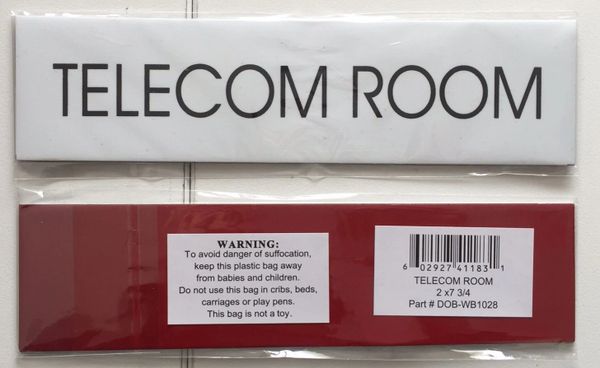 TELECOM ROOM
WARNING:
To avoid danger of suffocation,
keep this plastic bag away
from babies and children.
Do not use this bag in cribs, beds,
carriages or play pens.
This bag is not a toy.
6 02927 41183 1
TELECOM ROOM
2 x7 3/4
Part # DOB-WB1028